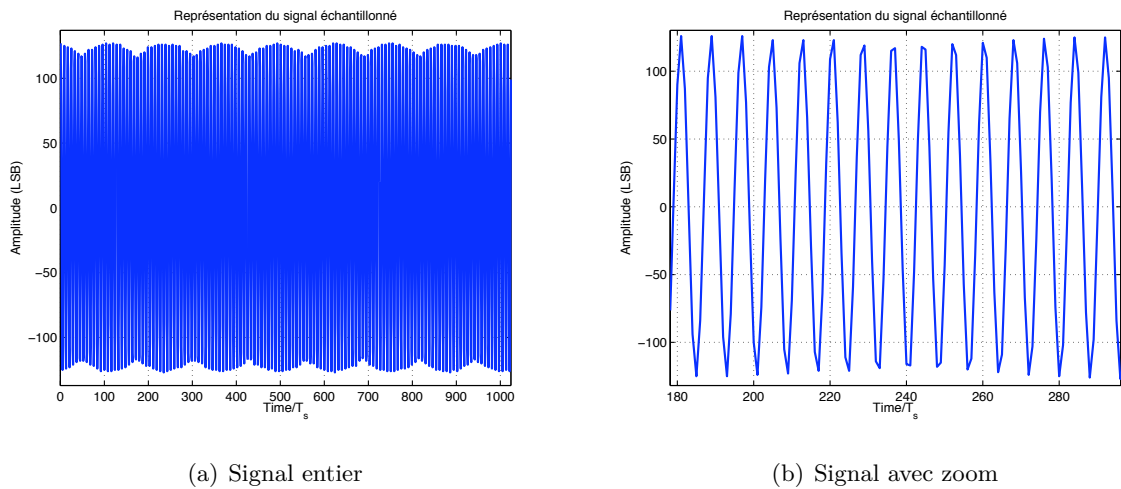 Représentation du signal échantillonné
100
50
0
−50
−100
Amplitude (LSB)
0 100 200 300 400 500 600 700 800 900 1000
Time/Ts
(a) Signal entier
Représentation du signal échantillonné
100
50
0
−50
−100
Amplitude (LSB)
180 200 220 240 260 280
Time/Ts
(b) Signal avec zoom